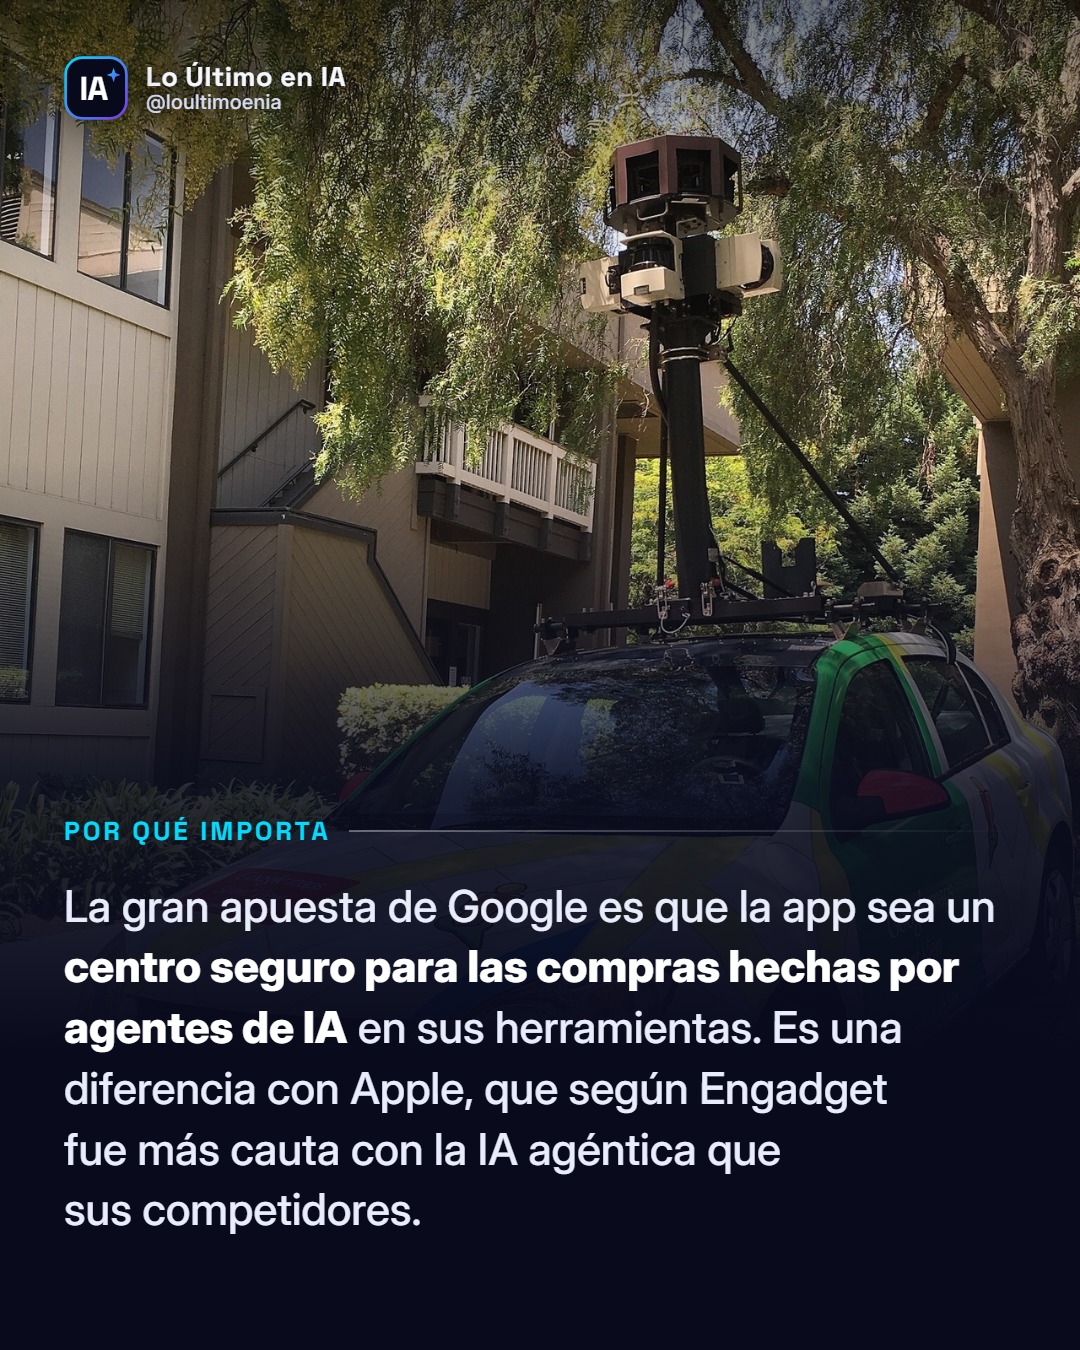 IA
Lo Último en IA
@loultimoenia
POR QUÉ IMPORTA
La gran apuesta de Google es que la app sea un
centro seguro para las compras hechas por
agentes de IA en sus herramientas. Es una
diferencia con Apple, que según Engadget
fue más cauta con la IA agéntica que
sus competidores.